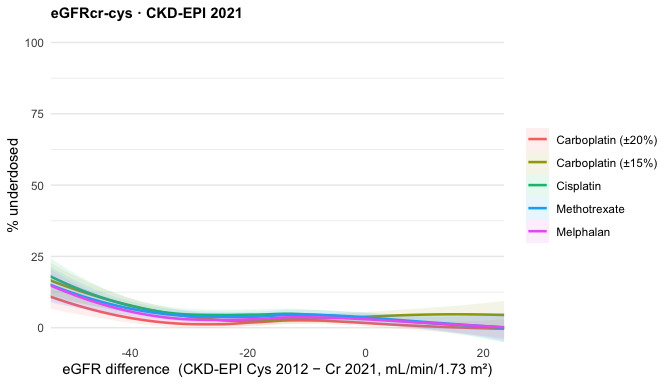 eGFRcr-cys · CKD-EPI 2021
100
75
50
25
0
% underdosed
-40
-20
0
20
eGFR difference (CKD-EPI Cys 2012 − Cr 2021, mL/min/1.73 m²)
Carboplatin (±20%)
Carboplatin (±15%)
Cisplatin
Methotrexate
Melphalan